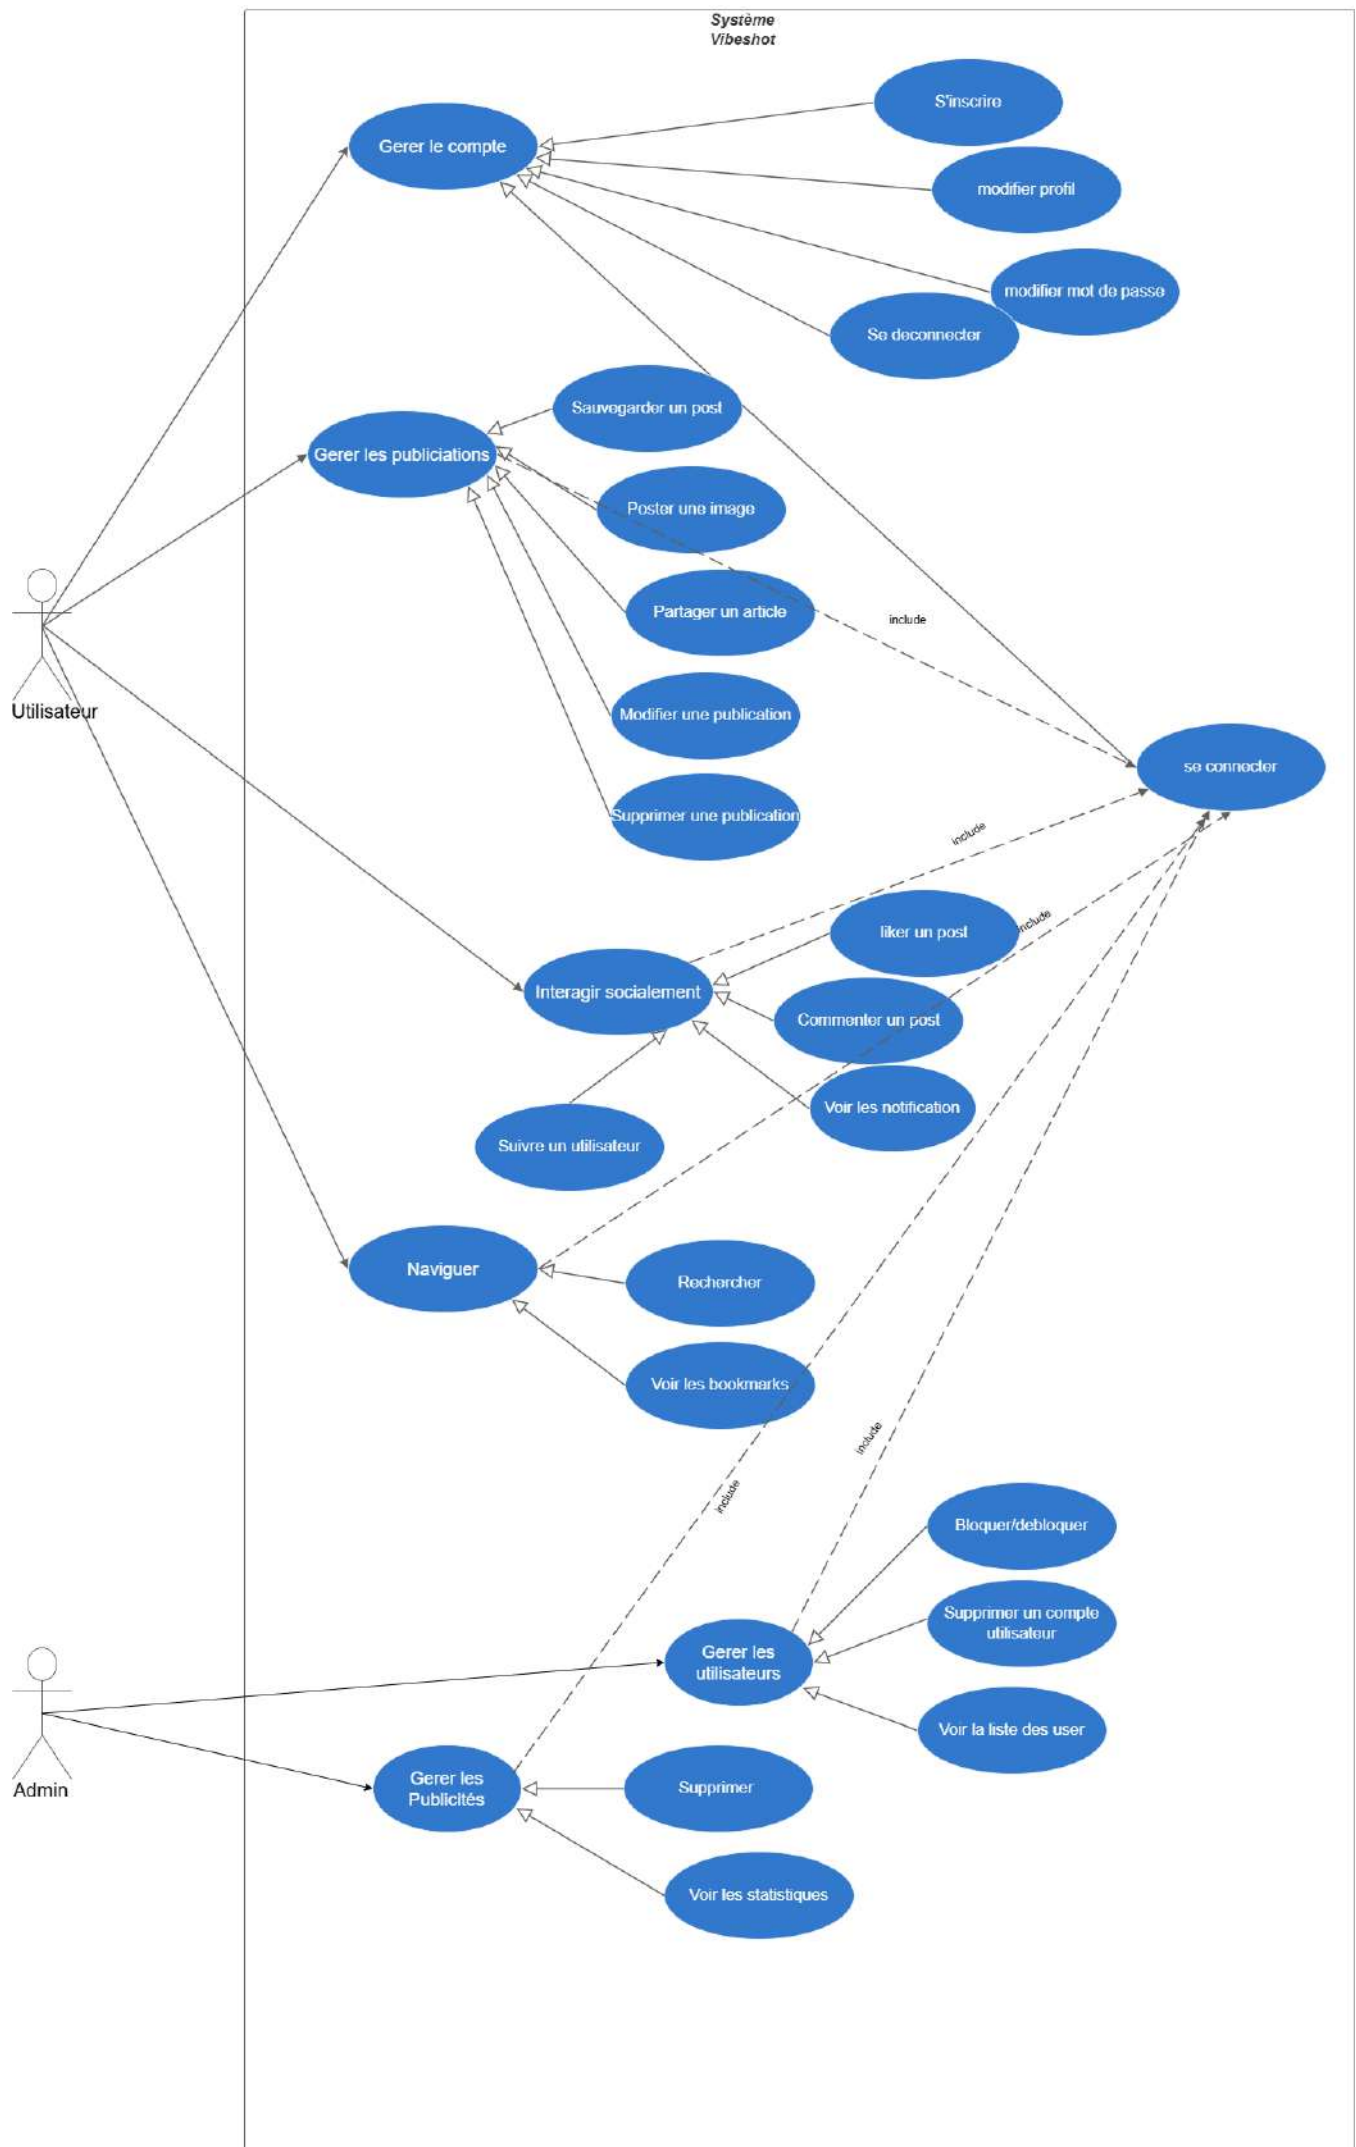 Système
Vibeshot
S'inscrire
Gerer le compte
modifier profil
modifier mot de passe
Se deconnecter
Sauvegarder un post
Gerer les publiciations
Poster une image
Partager un article
include
Utilisateur
Modifier une publication
se connecter
Supprimer une publication
include
liker un post
include
Interagir socialement
Commenter un post
Voir les notification
Suivre un utilisateur
Naviguer
Rechercher
Voir les bookmarks
include
include
Bloquer/debloquer
Supprimer un compte
utilisateur
Gerer les
utilisateurs
Voir la liste des user
Admin
Gerer les
Publicités
Supprimer
Voir les statistiques